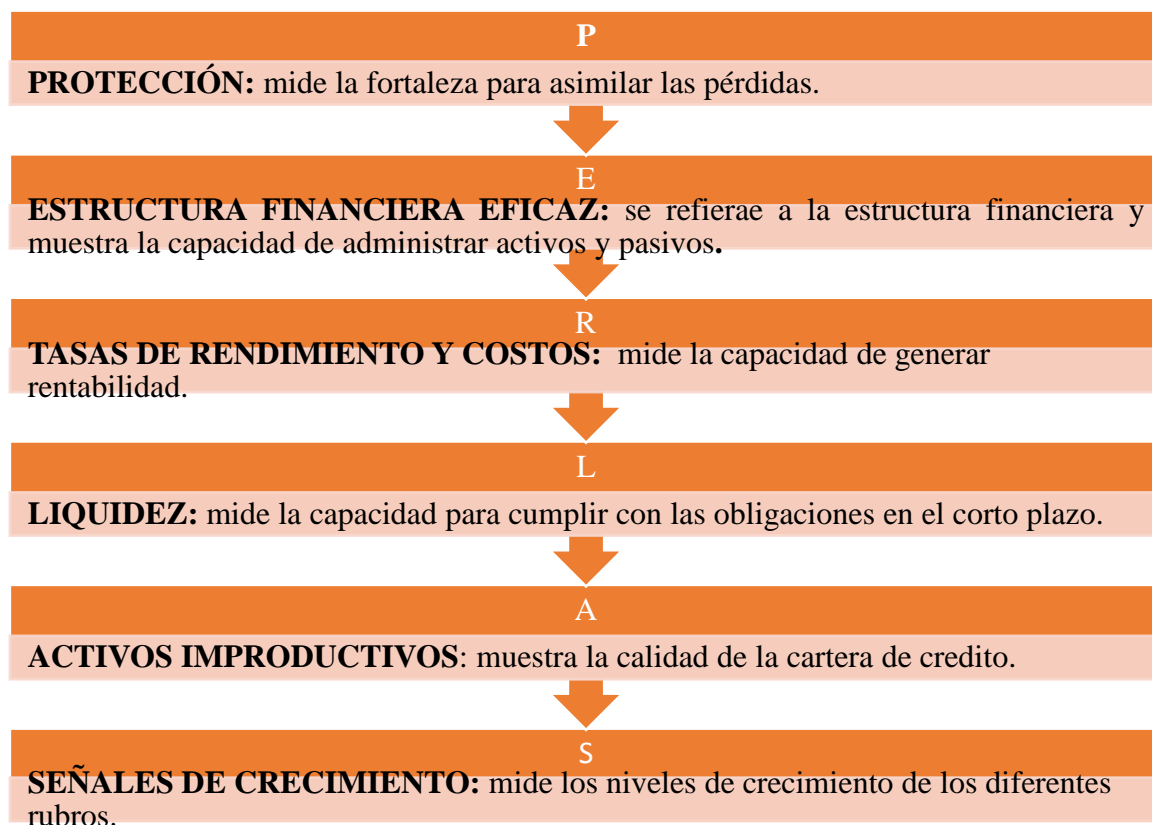 P
PROTECCIÓN: mide la fortaleza para asimilar las pérdidas.
E
ESTRUCTURA FINANCIERA EFICAZ: se refierae a la estructura financiera y
muestra la capacidad de administrar activos y pasivos.
R
TASAS DE RENDIMIENTO Y COSTOS: mide la capacidad de generar
rentabilidad.
L
LIQUIDEZ: mide la capacidad para cumplir con las obligaciones en el corto plazo.
A
ACTIVOS IMPRODUCTIVOS: muestra la calidad de la cartera de credito.
S
SEÑALES DE CRECIMIENTO: mide los niveles de crecimiento de los diferentes
rubros.